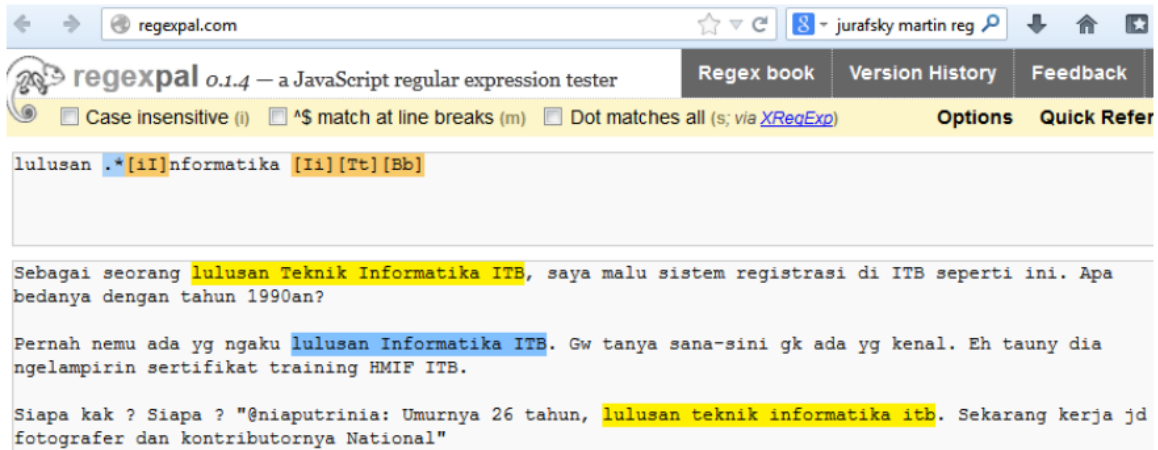 regexpal.com
8
jurafsky martin reg
regexpal 0.1.4 — a JavaScript regular expression tester
Regex book
Version History
Feedback
Case insensitive (i)
^$ match at line breaks (m)
Dot matches all (s; via XRegExp)
Options
Quick Refer
lulusan .*[iI]nformatika [Ii][Tt][Bb]
Sebagai seorang lulusan Teknik Informatika ITB, saya malu sistem registrasi di ITB seperti ini. Apa
bedanya dengan tahun 1990an?
Pernah nemu ada yg ngaku lulusan Informatika ITB. Gw tanya sana-sini gk ada yg kenal. Eh tauny dia
ngelampirin sertifikat training HMIF ITB.
Siapa kak ? Siapa ? "@niaputrinia: Umurnya 26 tahun, lulusan teknik informatika itb. Sekarang kerja jd
fotografer dan kontributornya National"